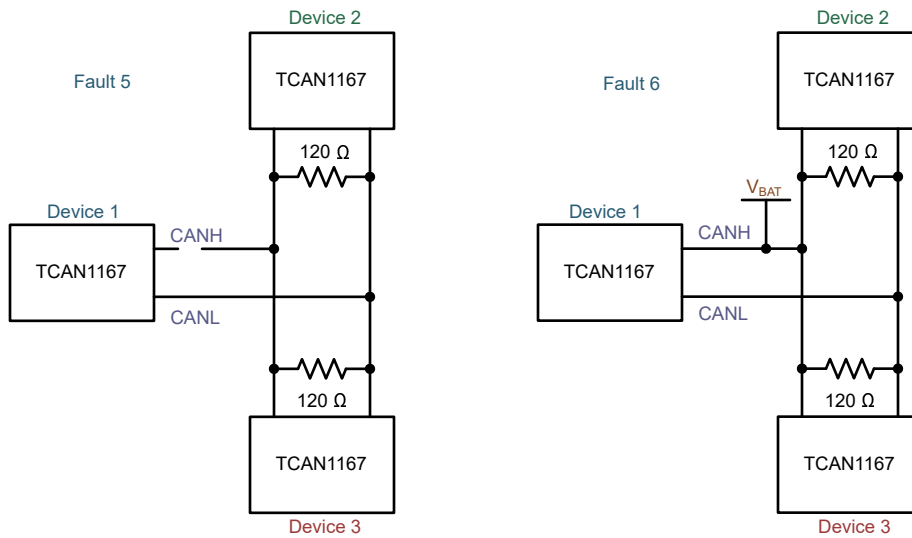 Device 2
Device 2
Fault 5
TCAN1167
Fault 6
TCAN1167
120 Ω
120 Ω
V_BAT
Device 1
Device 1
CANH
CANH
TCAN1167
TCAN1167
CANL
CANL
120 Ω
120 Ω
TCAN1167
TCAN1167
Device 3
Device 3